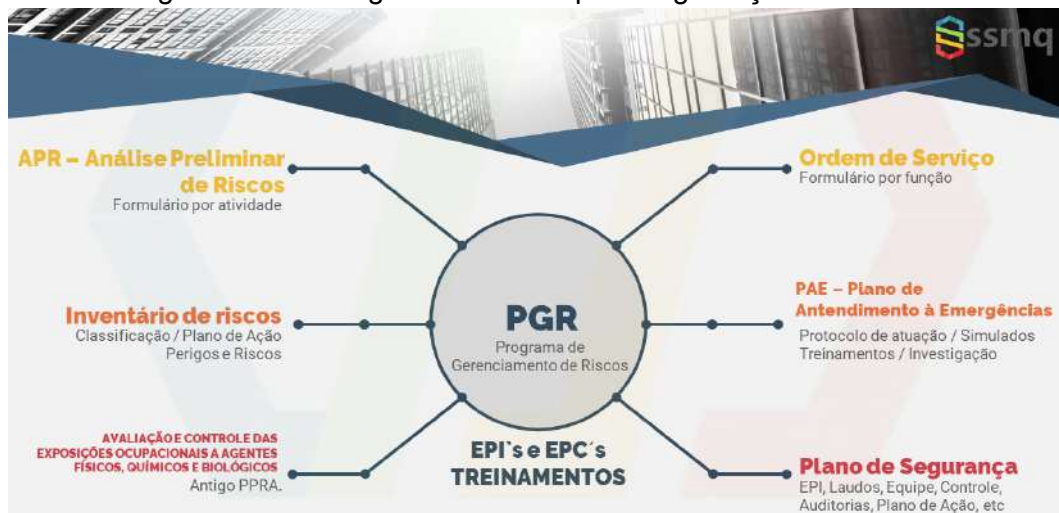 ssmq
APR – Análise Preliminar
de Riscos
Formulário por atividade
Ordem de Serviço
Formulário por função
Inventário de riscos
Classificação / Plano de Ação
Perigos e Riscos
PGR
Programa de
Gerenciamento de Riscos
PAE – Plano de
Antendimento à Emergências
Protocolo de atuação / Simulados
Treinamentos / Investigação
AVALIAÇÃO E CONTROLE DAS
EXPOSIÇÕES OCUPACIONAIS A AGENTES
FÍSICOS, QUÍMICOS E BIOLÓGICOS
Antigo PPRA.
EPI`s e EPC´s
TREINAMENTOS
Plano de Segurança
EPI, Laudos, Equipe, Controle,
Auditorias, Plano de Ação, etc